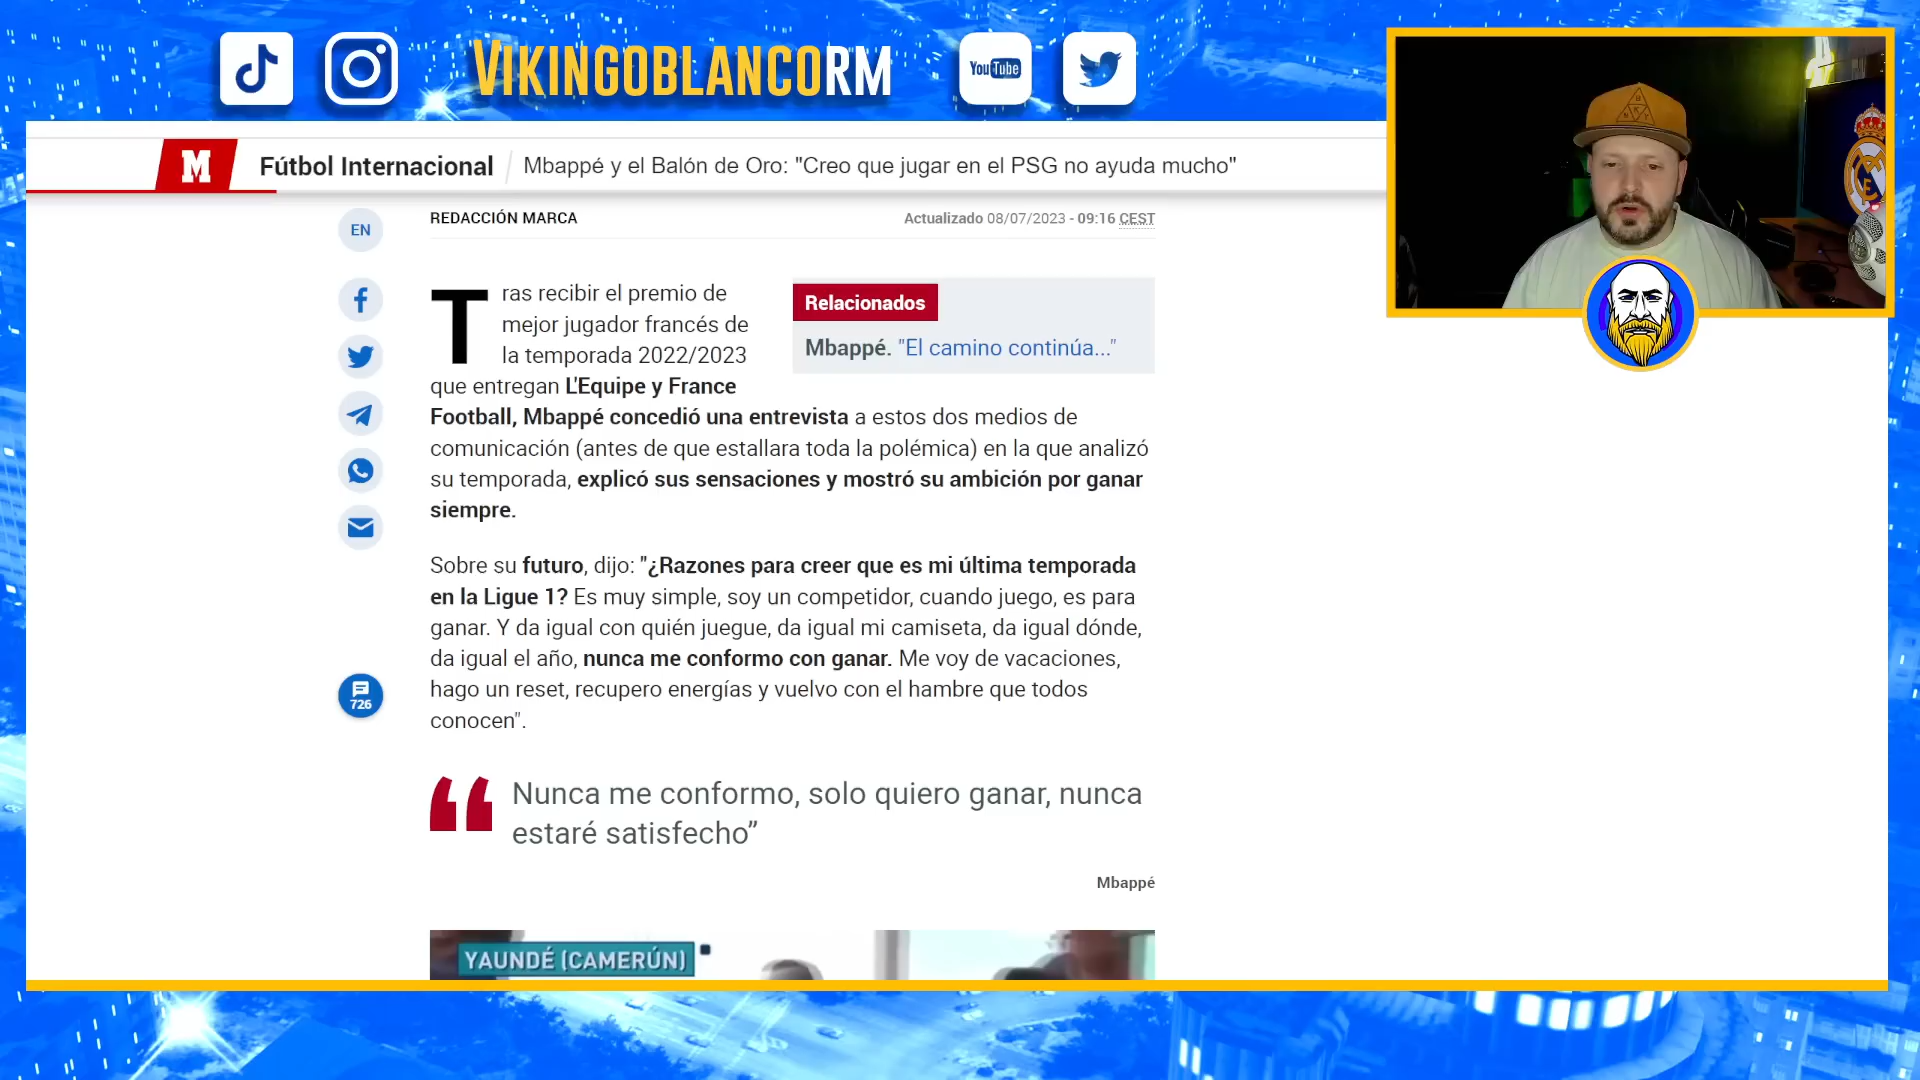 VIKINGOBLANCORM
You Tube
M
Fútbol Internacional
Mbappé y el Balón de Oro: "Creo que jugar en el PSG no ayuda mucho"
EN
REDACCIÓN MARCA
Actualizado 08/07/2023 - 09:16 CEST
Tras recibir el premio de
mejor jugador francés de
la temporada 2022/2023
que entregan L'Equipe y France
Football, Mbappé concedió una entrevista a estos dos medios de
comunicación (antes de que estallara toda la polémica) en la que analizó
su temporada, explicó sus sensaciones y mostró su ambición por ganar
siempre.
Relacionados
Mbappé. "El camino continúa..."
Sobre su futuro, dijo: "¿Razones para creer que es mi última temporada
en la Ligue 1? Es muy simple, soy un competidor, cuando juego, es para
ganar. Y da igual con quién juegue, da igual mi camiseta, da igual dónde,
da igual el año, nunca me conformo con ganar. Me voy de vacaciones,
hago un reset, recupero energías y vuelvo con el hambre que todos
conocen".
726
“Nunca me conformo, solo quiero ganar, nunca
estaré satisfecho”
Mbappé
YAUNDÉ (CAMERÚN)